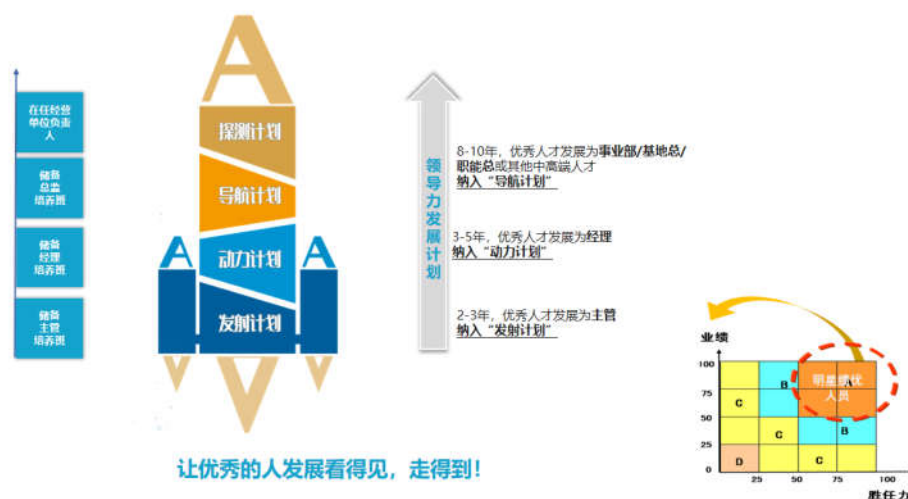 在任经营
单位负责
人
储备
总监
培养班
储备
经理
培养班
储备
主管
培养班
A
探测计划
导航计划
A
动力计划
A
发射计划
领导力发展计划
8-10年，优秀人才发展为事业部/基地总/
职能总或其他中高端人才
纳入“导航计划”
3-5年，优秀人才发展为经理
纳入“动力计划”
2-3年，优秀人才发展为主管
纳入“发射计划”
让优秀的人发展看得见，走得到！
业绩
100
75
50
25
0
B
明星绩优
人员
A
C
C
B
D
C
25
50
75
100
胜任力